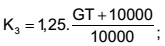 K₃ = 1,25. GT + 10000 / 10000 ;